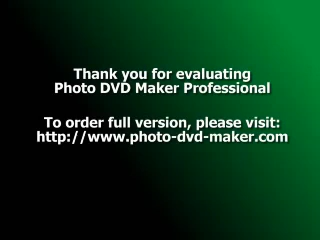 Thank you for evaluating
Photo DVD Maker Professional
To order full version, please visit:
http://www.photo-dvd-maker.com